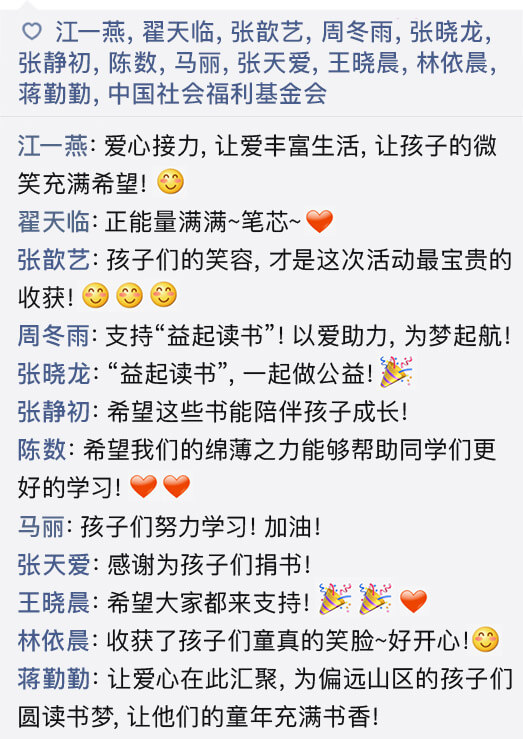 江一燕, 翟天临, 张歆艺, 周冬雨, 张晓龙,
张静初, 陈数, 马丽, 张天爱, 王晓晨, 林依晨,
蒋勤勤, 中国社会福利基金会
江一燕: 爱心接力, 让爱丰富生活, 让孩子的微
笑充满希望! 😊
翟天临: 正能量满满~笔芯~❤️
张歆艺: 孩子们的笑容, 才是这次活动最宝贵的
收获! 😊😊😊
周冬雨: 支持“益起读书”! 以爱助力, 为梦起航!
张晓龙: “益起读书”, 一起做公益! 🎉
张静初: 希望这些书能陪伴孩子成长!
陈数: 希望我们的绵薄之力能够帮助同学们更
好的学习! ❤️❤️
马丽: 孩子们努力学习! 加油!
张天爱: 感谢为孩子们捐书!
王晓晨: 希望大家都来支持! 🎉🎉❤️
林依晨: 收获了孩子们童真的笑脸~好开心!😊
蒋勤勤: 让爱心在此汇聚, 为偏远山区的孩子们
圆读书梦, 让他们的童年充满书香!